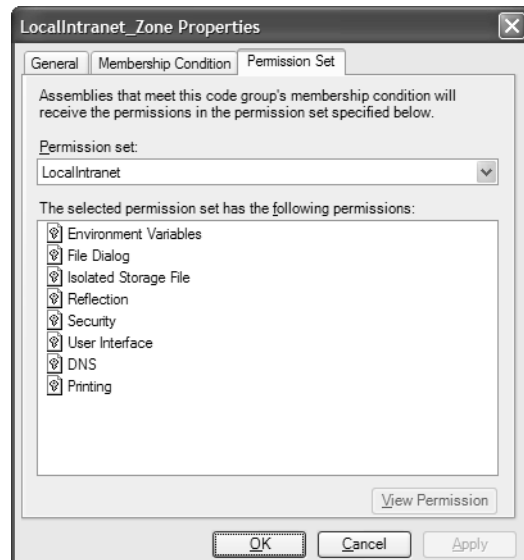 LocalIntranet_Zone Properties
General Membership Condition Permission Set
Assemblies that meet this code group's membership condition will
receive the permissions in the permission set specified below.
Permission set:
LocalIntranet
The selected permission set has the following permissions:
Environment Variables
File Dialog
Isolated Storage File
Reflection
Security
User Interface
DNS
Printing
View Permission
OK Cancel Apply